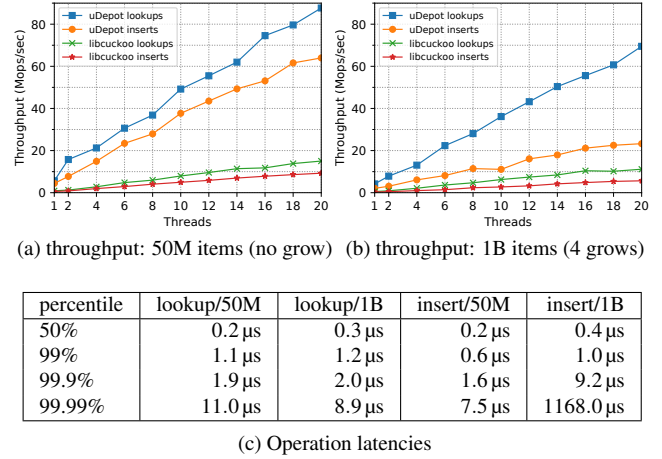 Throughput (Mops/sec)
80
60
40
20
0
uDepot lookups
uDepot inserts
libcuckoo lookups
libcuckoo inserts
1 2 4 6 8 10 12 14 16 18 20
Threads
(a) throughput: 50M items (no grow)
Throughput (Mops/sec)
80
60
40
20
0
uDepot lookups
uDepot inserts
libcuckoo lookups
libcuckoo inserts
1 2 4 6 8 10 12 14 16 18 20
Threads
(b) throughput: 1B items (4 grows)
percentile lookup/50M lookup/1B insert/50M insert/1B
50% 0.2 µs 0.3 µs 0.2 µs 0.4 µs
99% 1.1 µs 1.2 µs 0.6 µs 1.0 µs
99.9% 1.9 µs 2.0 µs 1.6 µs 9.2 µs
99.99% 11.0 µs 8.9 µs 7.5 µs 1168.0 µs
(c) Operation latencies